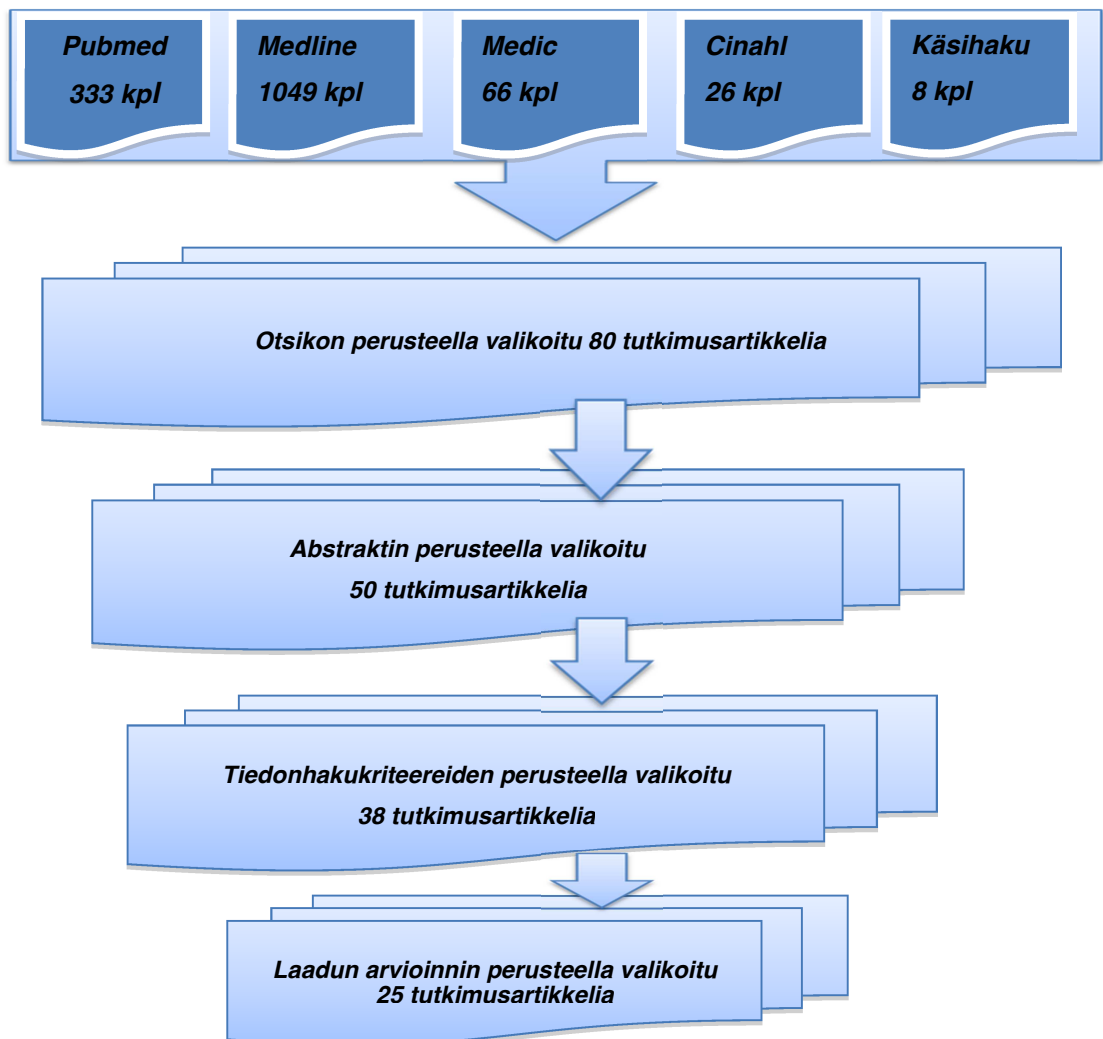 Pubmed
333 kpl
Medline
1049 kpl
Medic
66 kpl
Cinahl
26 kpl
Käsihaku
8 kpl
Otsikon perusteella valikoitu 80 tutkimusartikkelia
Abstraktin perusteella valikoitu
50 tutkimusartikkelia
Tiedonhakukriteereiden perusteella valikoitu
38 tutkimusartikkelia
Laadun arvioinnin perusteella valikoitu
25 tutkimusartikkelia